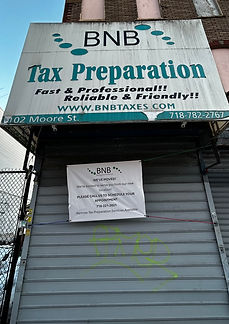 BNB
Tax Preparation
Fast & Professional!!
Reliable & Friendly!!
WWW.BNBTAXES.COM
102 Moore St. 718-782-2767
BNB
WE'VE MOVED!
PLEASE CALL US TO SCHEDULE YOUR
APPOINTMENT